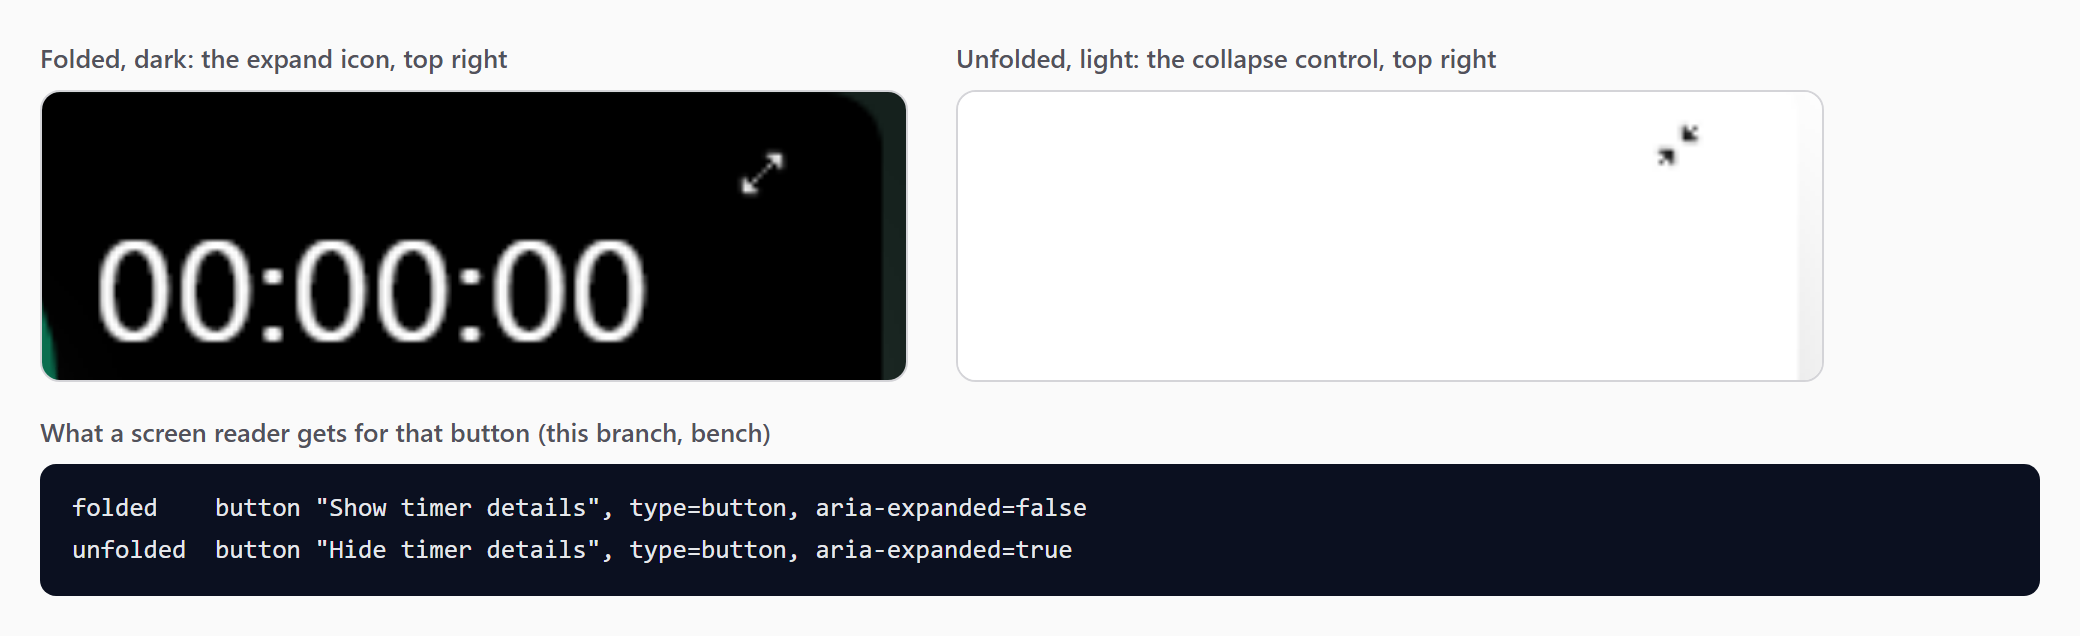 Folded, dark: the expand icon, top right
Unfolded, light: the collapse control, top right
00:00:00
What a screen reader gets for that button (this branch, bench)
folded    button "Show timer details", type=button, aria-expanded=false
unfolded  button "Hide timer details", type=button, aria-expanded=true